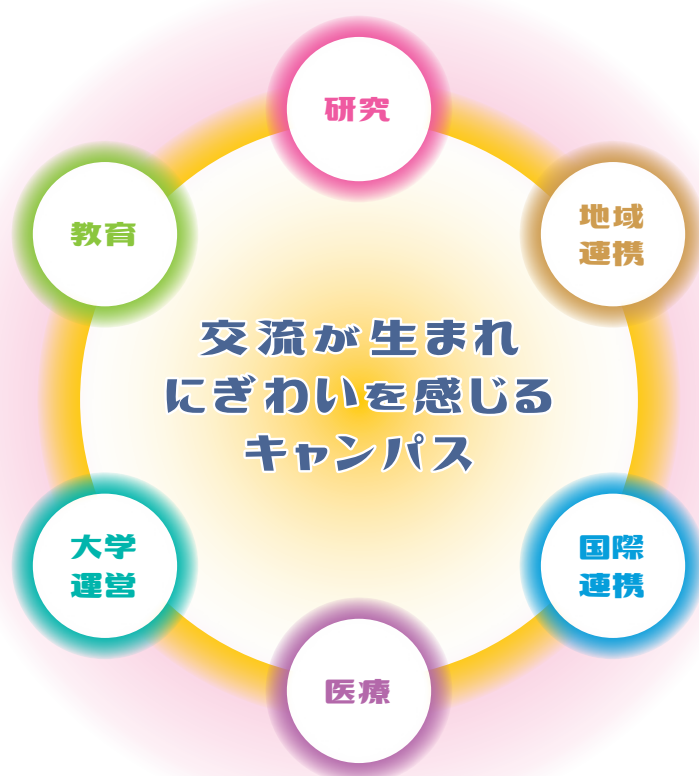 研究
教育
地域
連携
交流が生まれ
にぎわいを感じる
キャンパス
大学
運営
国際
連携
医療